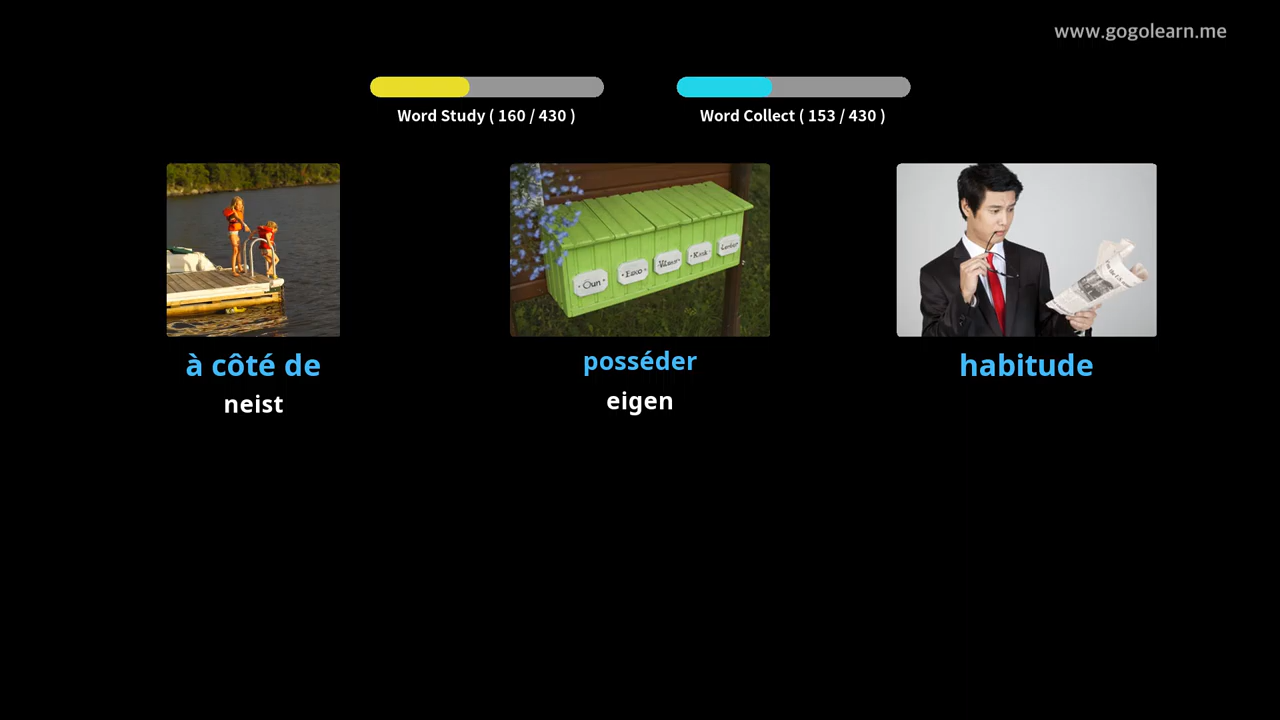 www.gogolearn.me
Word Study ( 160 / 430 )
Word Collect ( 153 / 430 )
à côté de
neist
posséder
eigen
habitude